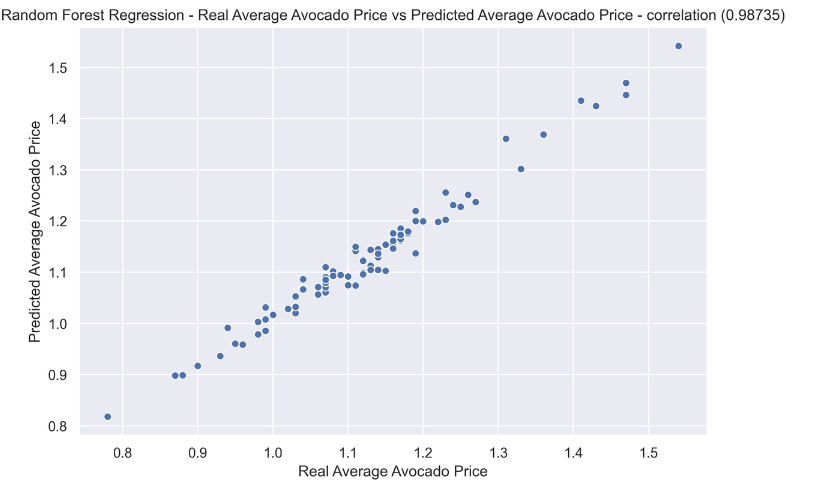 Random Forest Regression - Real Average Avocado Price vs Predicted Average Avocado Price - correlation (0.98735)
Predicted Average Avocado Price
1.5
1.4
1.3
1.2
1.1
1.0
0.9
0.8
0.8 0.9 1.0 1.1 1.2 1.3 1.4 1.5
Real Average Avocado Price